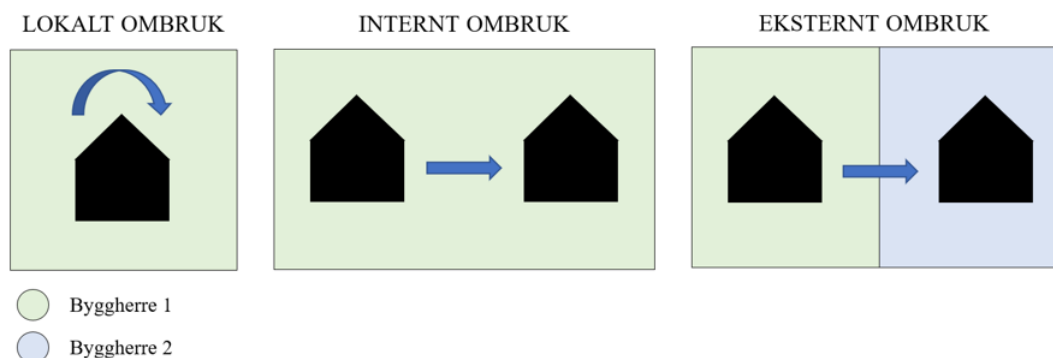 LOKALT OMBRUK
INTERNT OMBRUK
EKSTERNT OMBRUK
Byggherre 1
Byggherre 2